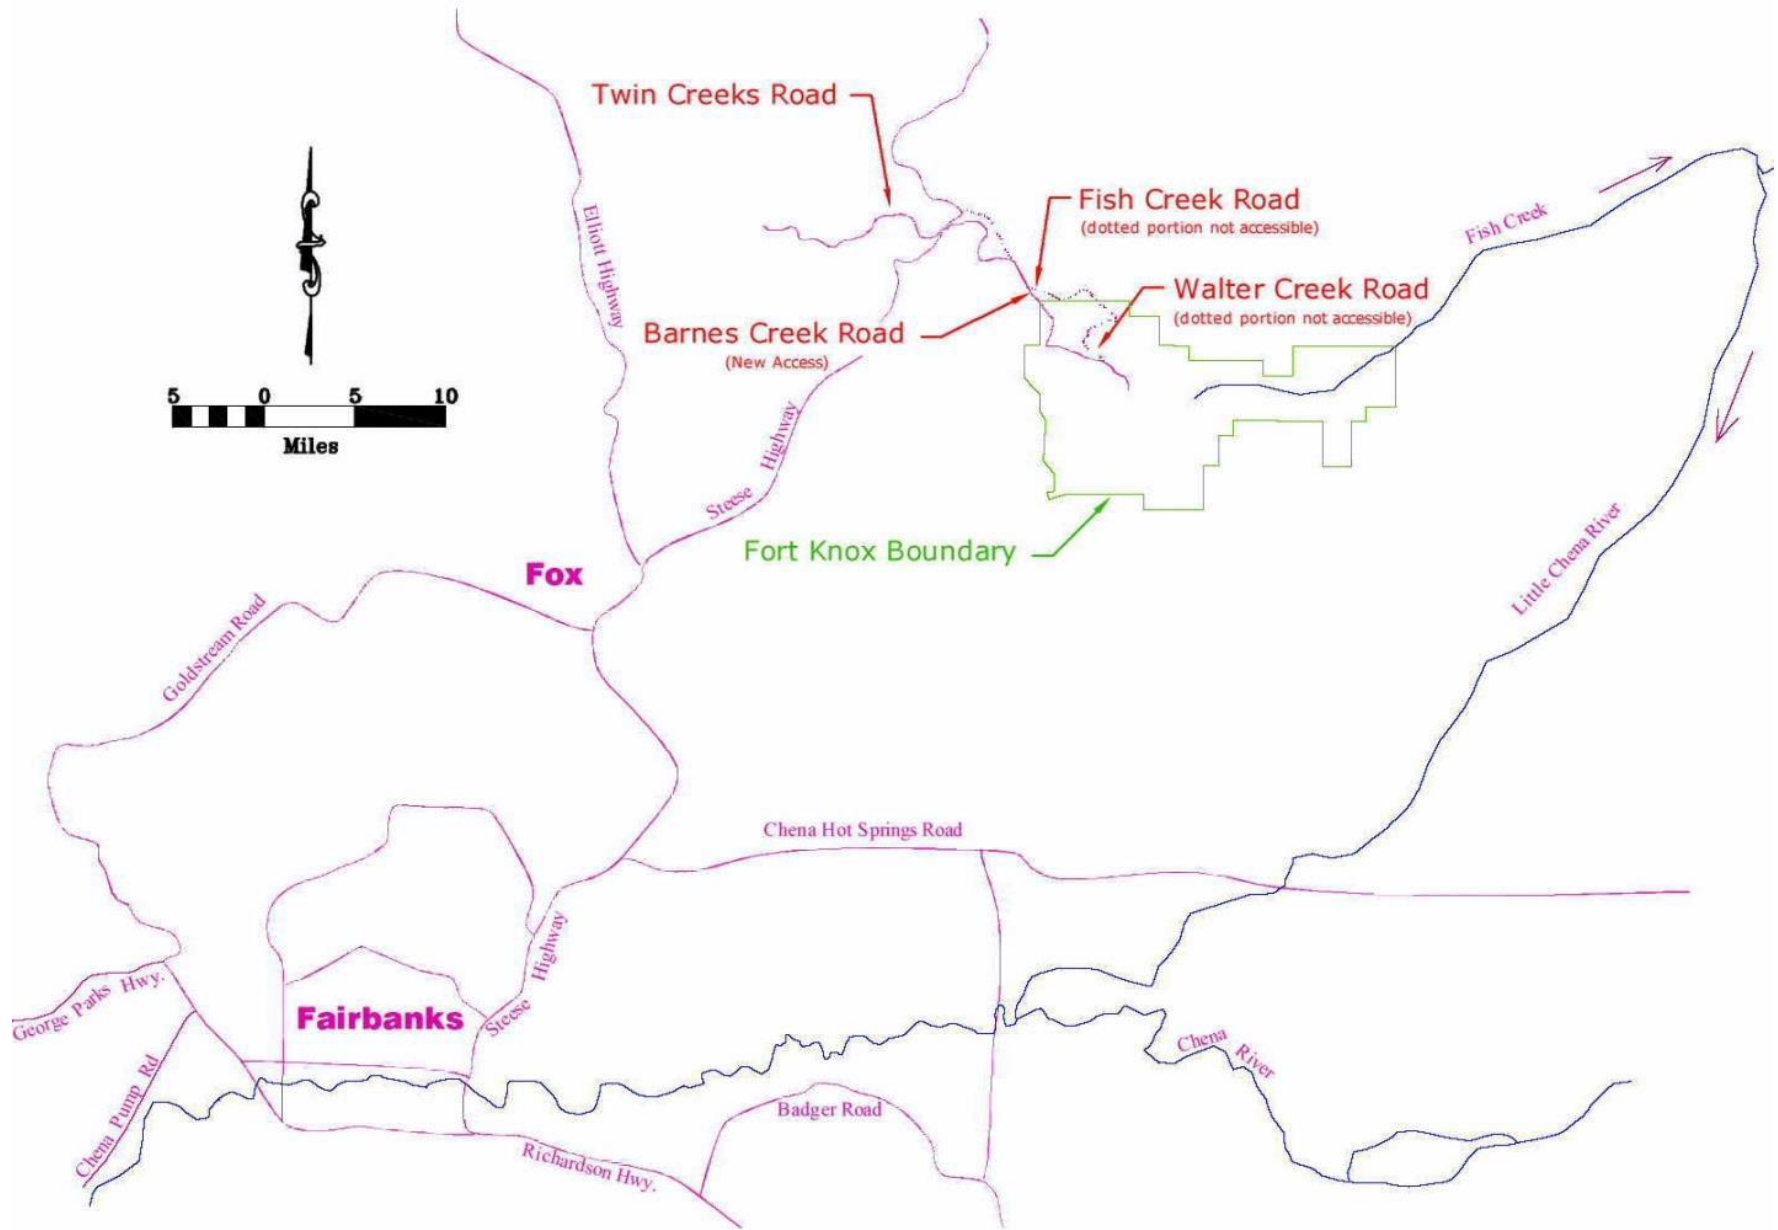 Twin Creeks Road
Fish Creek Road
(dotted portion not accessible)
Fish Creek
Elliott Highway
Walter Creek Road
(dotted portion not accessible)
Barnes Creek Road
(New Access)
5 0 5 10
Miles
Steese Highway
Fort Knox Boundary
Little Chena River
Fox
Goldstream Road
Chena Hot Springs Road
Steese Highway
George Parks Hwy.
Fairbanks
Chena River
Chena Pump Rd
Badger Road
Richardson Hwy.